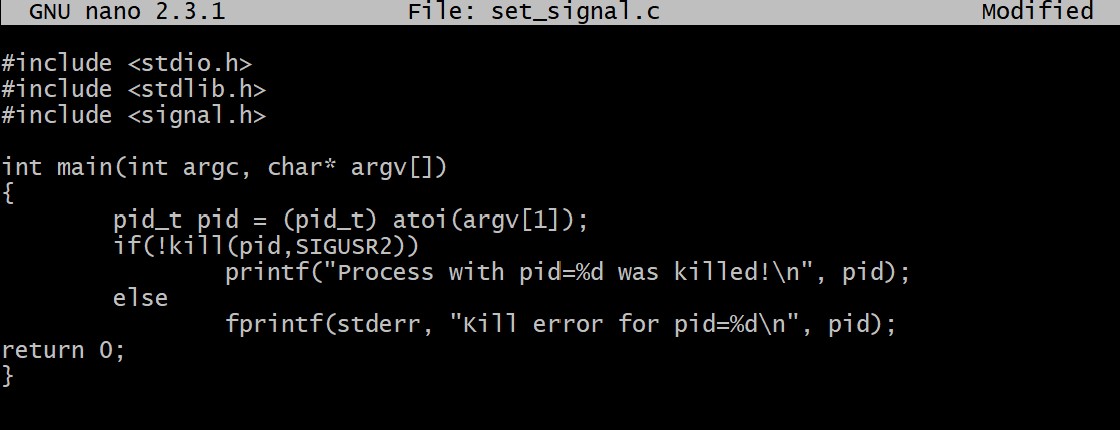 GNU nano 2.3.1 File: set_signal.c Modified
#include <stdio.h>
#include <stdlib.h>
#include <signal.h>
int main(int argc, char* argv[])
{
        pid_t pid = (pid_t) atoi(argv[1]);
        if(!kill(pid,SIGUSR2))
                printf("Process with pid=%d was killed!\n", pid);
        else
                fprintf(stderr, "Kill error for pid=%d\n", pid);
return 0;
}